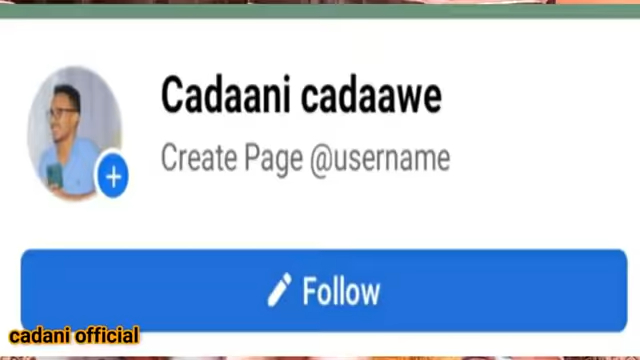 Cadaani cadaawe
Create Page @username
Follow
cadani official